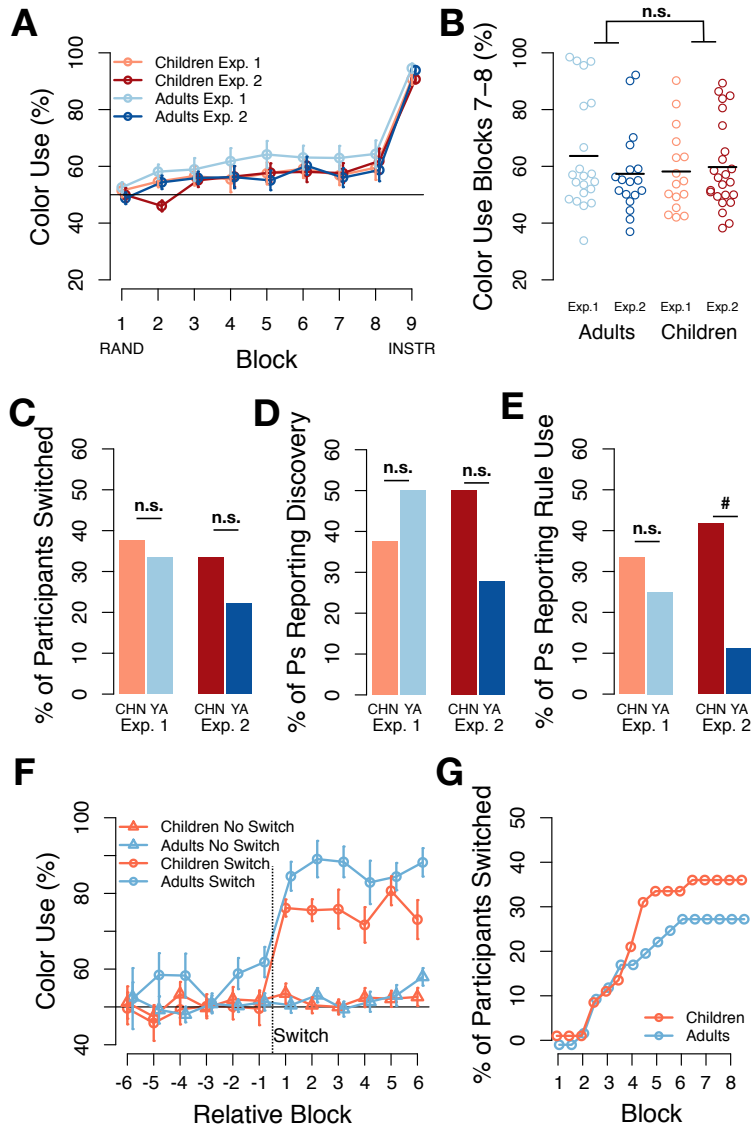 A
Color Use (%)
100
80
60
40
20
Children Exp. 1
Children Exp. 2
Adults Exp. 1
Adults Exp. 2
1 2 3 4 5 6 7 8 9
RAND INSTR
Block
B
Color Use Blocks 7–8 (%)
100
80
60
40
20
n.s.
Exp.1 Exp.2 Exp.1 Exp.2
Adults Children
C
% of Participants Switched
60
50
40
30
20
10
0
n.s.
n.s.
CHN YA CHN YA
Exp. 1 Exp. 2
D
% of Ps Reporting Discovery
60
50
40
30
20
10
0
n.s.
n.s.
CHN YA CHN YA
Exp. 1 Exp. 2
E
% of Ps Reporting Rule Use
60
50
40
30
20
10
0
n.s.
#
CHN YA CHN YA
Exp. 1 Exp. 2
F
Color Use (%)
100
80
60
40
Children No Switch
Adults No Switch
Children Switch
Adults Switch
Switch
-6 -5 -4 -3 -2 -1 1 2 3 4 5 6
Relative Block
G
% of Participants Switched
50
40
30
20
10
0
Children
Adults
1 2 3 4 5 6 7 8
Block